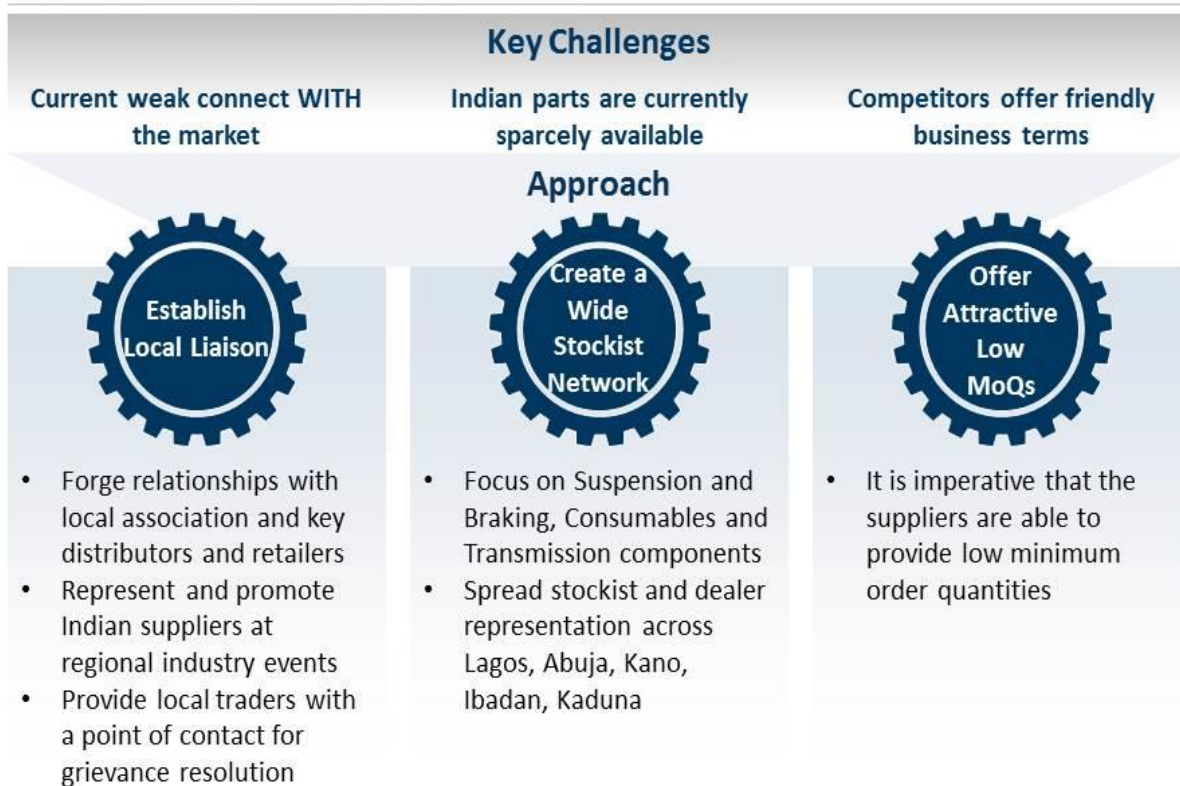 Key Challenges
Current weak connect WITH
the market
Indian parts are currently
sparcely available
Competitors offer friendly
business terms
Approach
Establish
Local Liaison
Create a
Wide
Stockist
Network
Offer
Attractive
Low
MoQs
• Forge relationships with
local association and key
distributors and retailers
• Represent and promote
Indian suppliers at
regional industry events
• Provide local traders with
a point of contact for
grievance resolution
• Focus on Suspension and
Braking, Consumables and
Transmission components
• Spread stockist and dealer
representation across
Lagos, Abuja, Kano,
Ibadan, Kaduna
• It is imperative that the
suppliers are able to
provide low minimum
order quantities